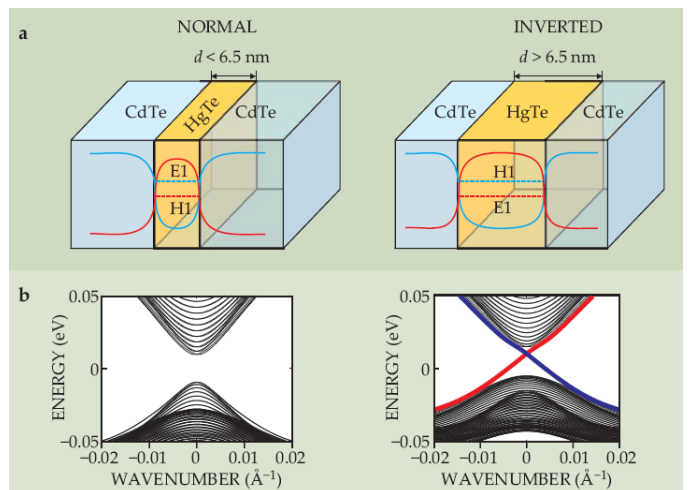 NORMAL
INVERTED
a
d < 6.5 nm
d > 6.5 nm
CdTe
HgTe
CdTe
CdTe
HgTe
CdTe
E1
H1
H1
E1
b
0.05
0
−0.05
ENERGY (eV)
−0.02 −0.01 0 0.01 0.02
WAVENUMBER (Å⁻¹)
0.05
0
−0.05
ENERGY (eV)
−0.02 −0.01 0 0.01 0.02
WAVENUMBER (Å⁻¹)